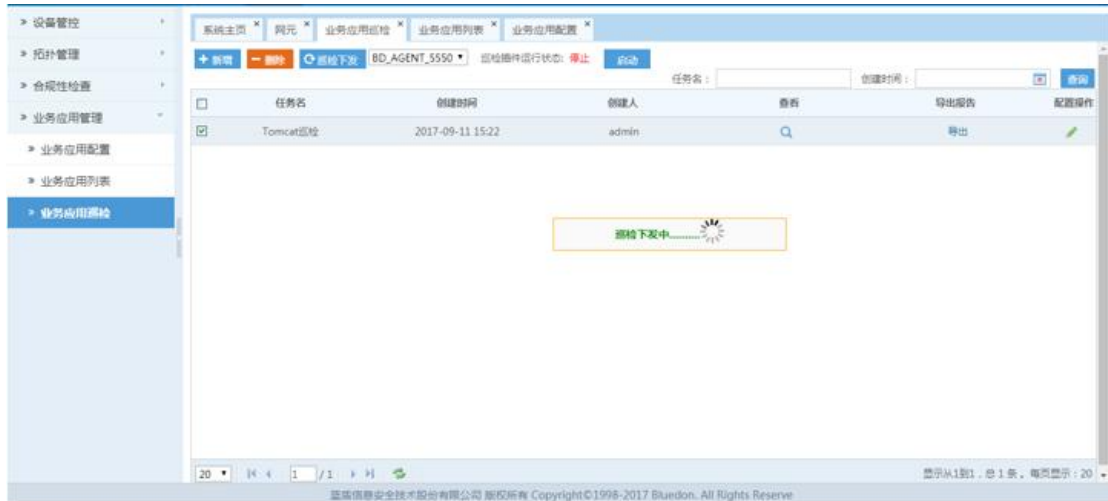 » 设备管控
» 拓扑管理
» 合规性检查
» 业务应用管理
» 业务应用配置
» 业务应用列表
» 业务应用巡检
系统主页 × 网元 × 业务应用巡检 × 业务应用列表 × 业务应用配置 ×
+ 新增 － 删除 巡检下发 BD_AGENT_5550 ▼ 巡检插件运行状态: 停止 启动
任务名： 创建时间： 查询
任务名 创建时间 创建人 查看 导出报告 配置操作
Tomcat巡检 2017-09-11 15:22 admin 导出
巡检下发中..........
20 ▼ 1 / 1 显示从1到1，总 1 条。每页显示：20
蓝盾信息安全技术股份有限公司 版权所有 Copyright©1998-2017 Bluedon. All Rights Reserve